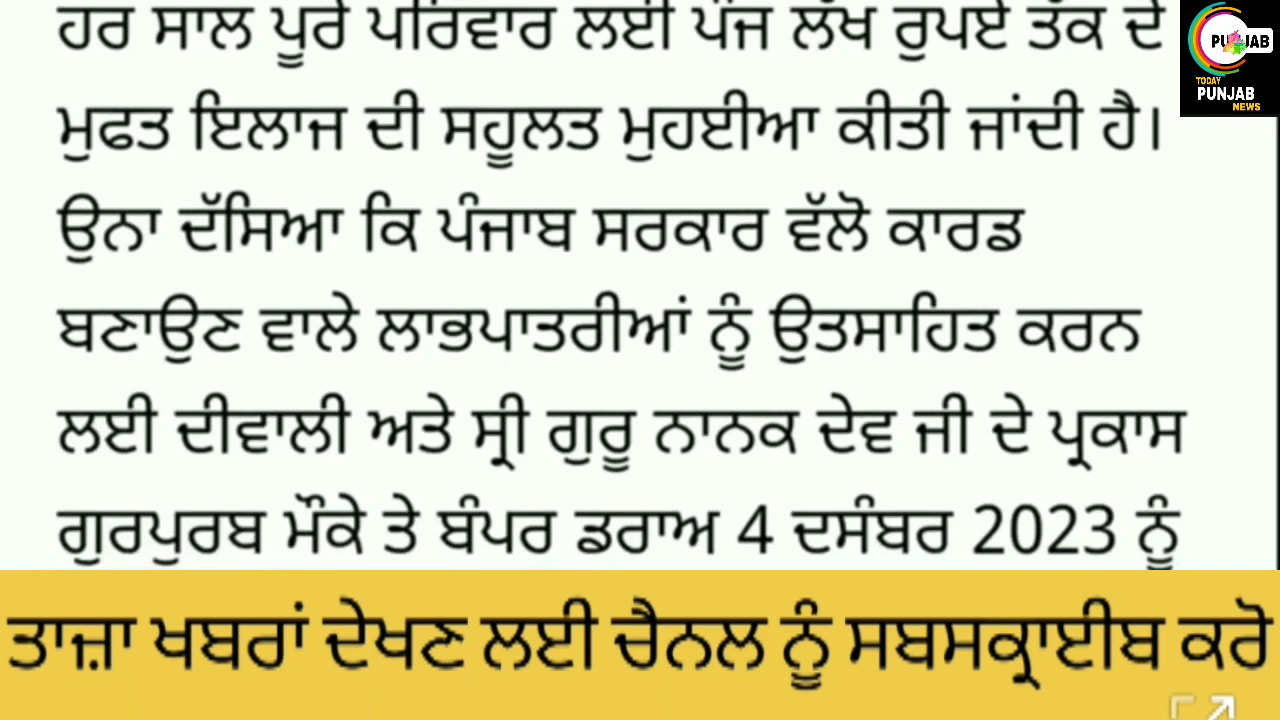 ਹਰ ਸਾਲ ਪੂਰੇ ਪਰਿਵਾਰ ਲਈ ਪੰਜ ਲੱਖ ਰੁਪਏ ਤੱਕ ਦੇ
ਮੁਫਤ ਇਲਾਜ ਦੀ ਸਹੂਲਤ ਮੁਹਈਆ ਕੀਤੀ ਜਾਂਦੀ ਹੈ।
ਉਨਾ ਦੱਸਿਆ ਕਿ ਪੰਜਾਬ ਸਰਕਾਰ ਵੱਲੋ ਕਾਰਡ
ਬਣਾਉਣ ਵਾਲੇ ਲਾਭਪਾਤਰੀਆਂ ਨੂੰ ਉਤਸਾਹਿਤ ਕਰਨ
ਲਈ ਦੀਵਾਲੀ ਅਤੇ ਸ੍ਰੀ ਗੁਰੂ ਨਾਨਕ ਦੇਵ ਜੀ ਦੇ ਪ੍ਰਕਾਸ
ਗੁਰਪੁਰਬ ਮੌਕੇ ਤੇ ਬੰਪਰ ਡਰਾਅ 4 ਦਸੰਬਰ 2023 ਨੂੰ
ਤਾਜ਼ਾ ਖਬਰਾਂ ਦੇਖਣ ਲਈ ਚੈਨਲ ਨੂੰ ਸਬਸਕ੍ਰਾਈਬ ਕਰੋ
PUNJAB
TODAY
PUNJAB
NEWS